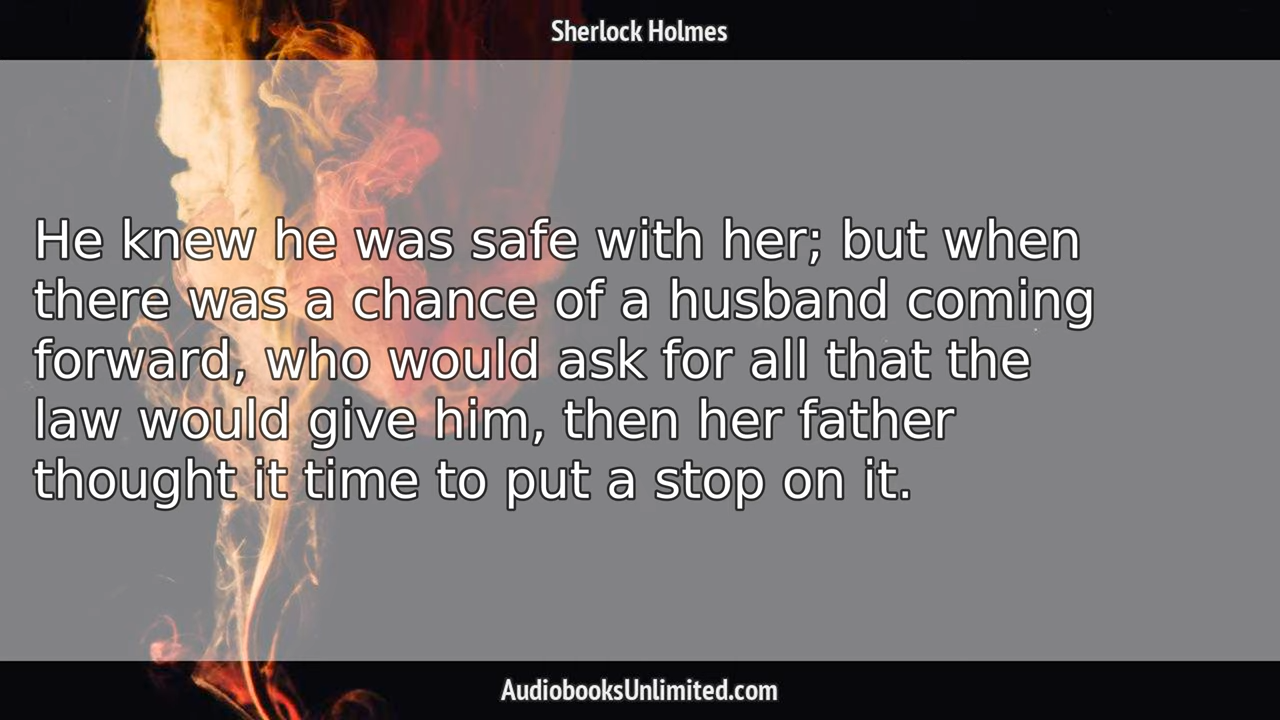 Sherlock Holmes
He knew he was safe with her; but when
there was a chance of a husband coming
forward, who would ask for all that the
law would give him, then her father
thought it time to put a stop on it.
AudiobooksUnlimited.com